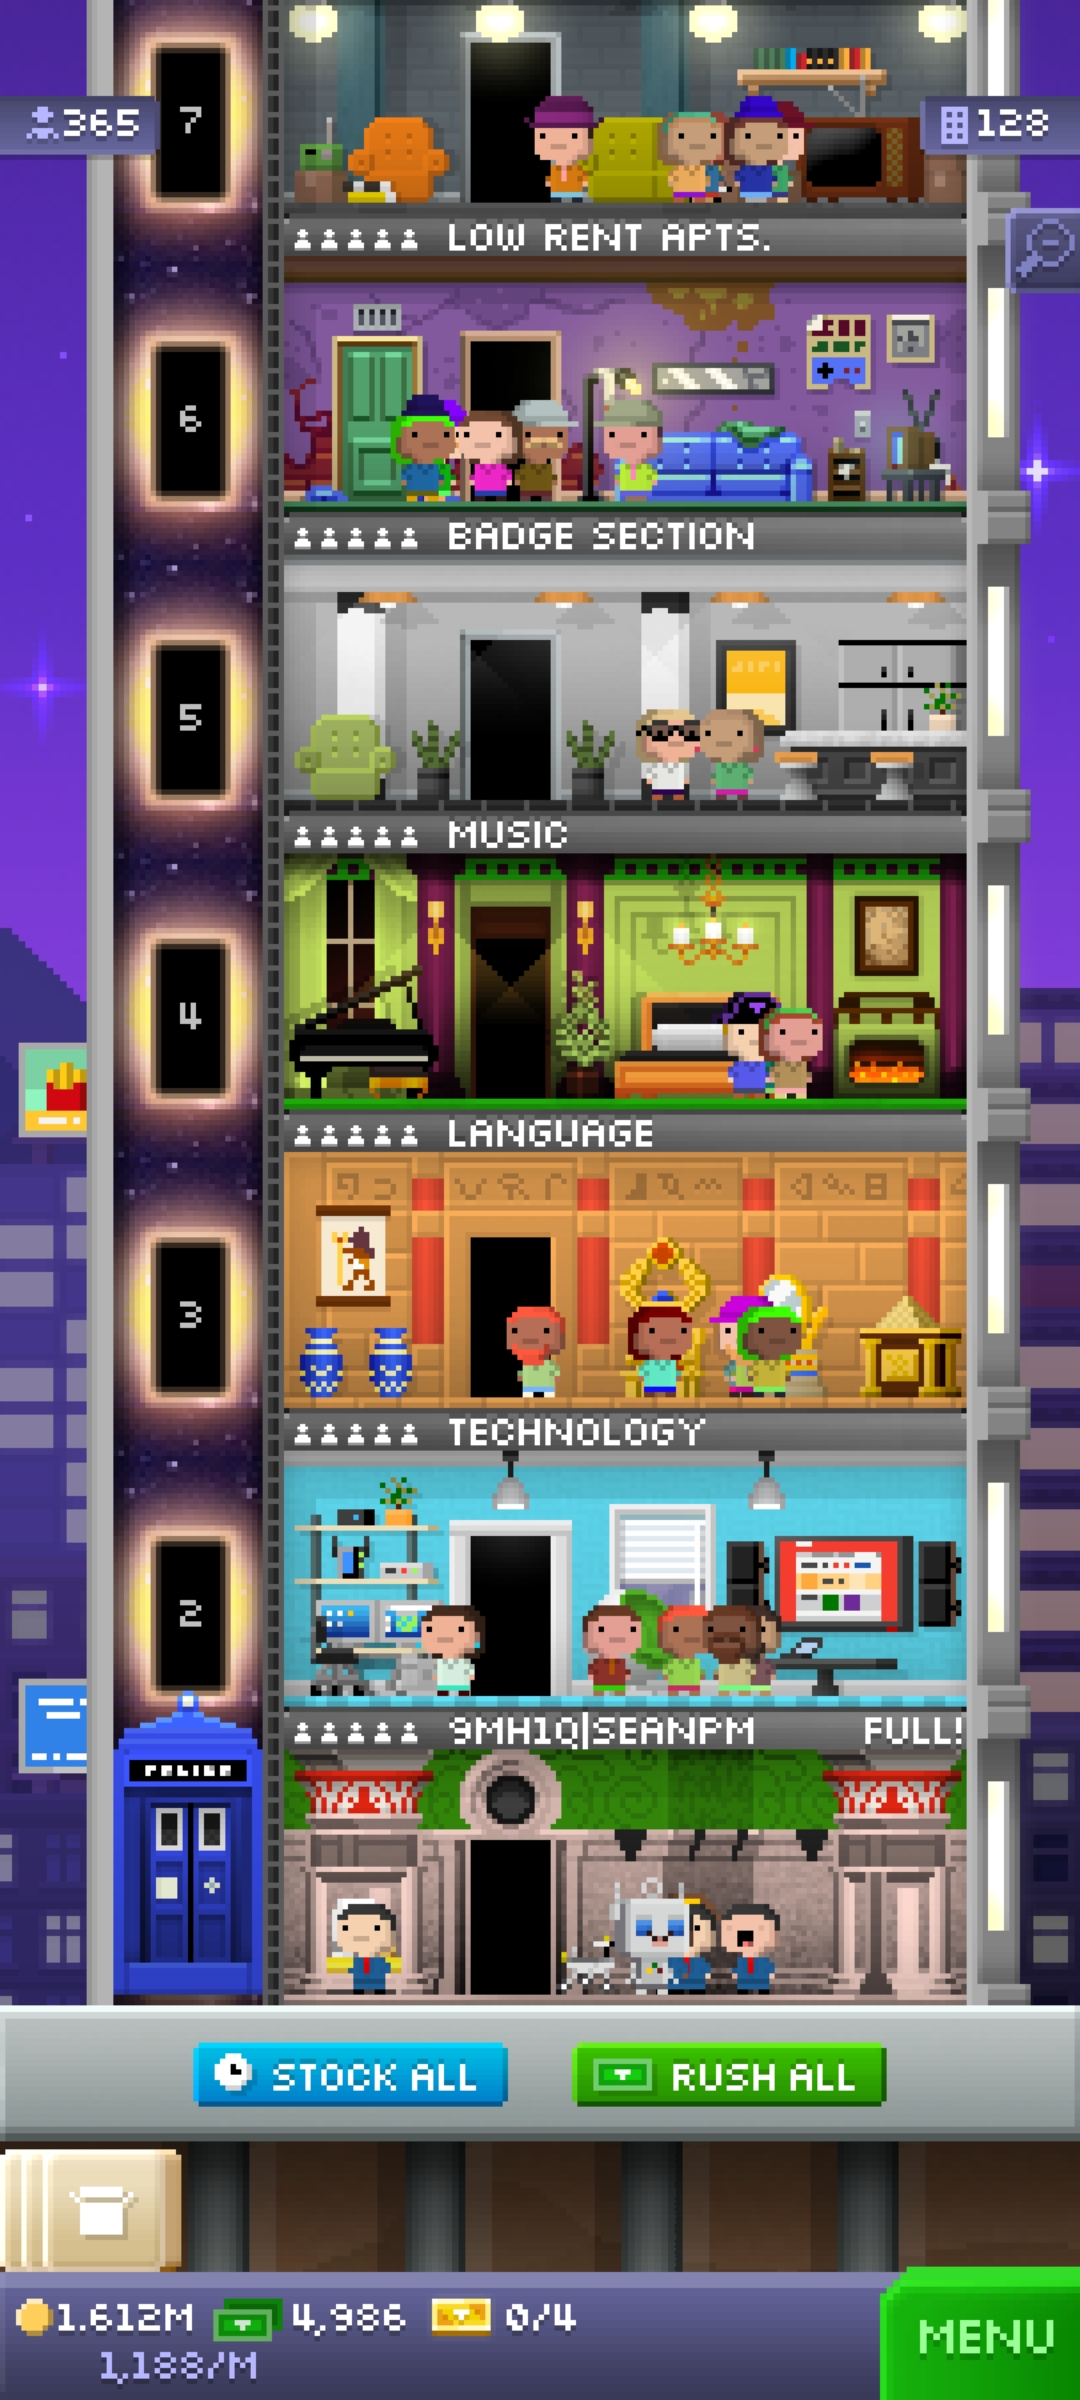 365
7
128
LOW RENT APTS.
6
BADGE SECTION
5
MUSIC
4
LANGUAGE
3
TECHNOLOGY
2
9MH1Q|SEANPM FULL!
POLICE
STOCK ALL
RUSH ALL
1.612M 4,986 0/4
1,188/M
MENU